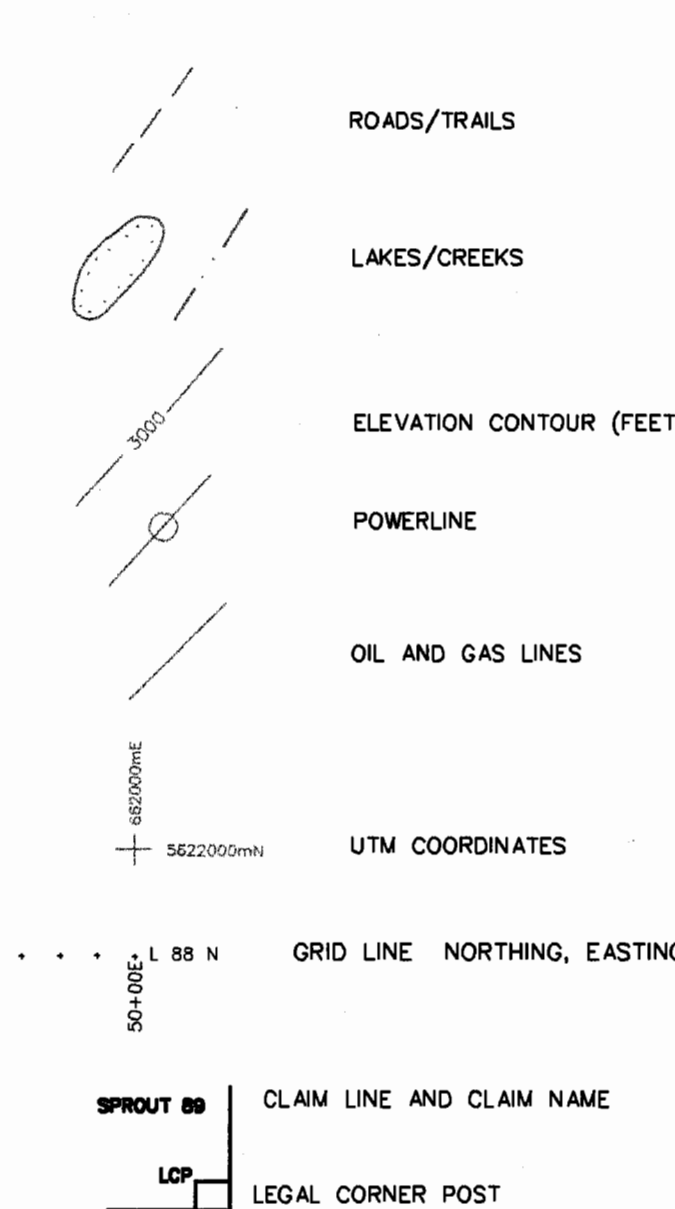 ROADS/TRAILS
LAKES/CREEKS
3000
ELEVATION CONTOUR (FEET
POWERLINE
OIL AND GAS LINES
662000mE
5622000mN
UTM COORDINATES
L 88 N
GRID LINE NORTHING, EASTING
50+00E
SPROUT 89
CLAIM LINE AND CLAIM NAME
LCP
LEGAL CORNER POST